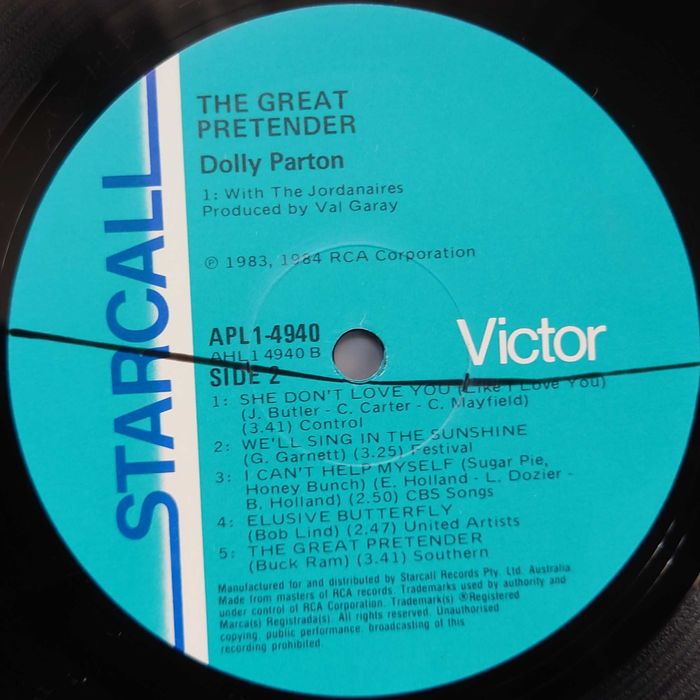 STARCALL
THE GREAT
PRETENDER
Dolly Parton
1: With The Jordanaires
Produced by Val Garay
℗ 1983, 1984 RCA Corporation
APL1-4940
AHL1 4940 B
SIDE 2
Victor
1: SHE DON'T LOVE YOU (Like I Love You)
(J. Butler - C. Carter - C. Mayfield)
(3.41) Control
2: WE'LL SING IN THE SUNSHINE
(G. Garnett) (3.25) Festival
3: I CAN'T HELP MYSELF (Sugar Pie,
Honey Bunch) (E. Holland - L. Dozier -
B. Holland) (2.50) CBS Songs
4: ELUSIVE BUTTERFLY
(Bob Lind) (2.47) United Artists
5: THE GREAT PRETENDER
(Buck Ram) (3.41) Southern
Manufactured for and distributed by Starcall Records Pty. Ltd. Australia
Made from masters of RCA records. Trademarks used by authority and
under control of RCA Corporation. Trademark(s) ®Registered
Marca(s) Registrada(s). All rights reserved. Unauthorised
copying, public performance, broadcasting of this
recording prohibited.